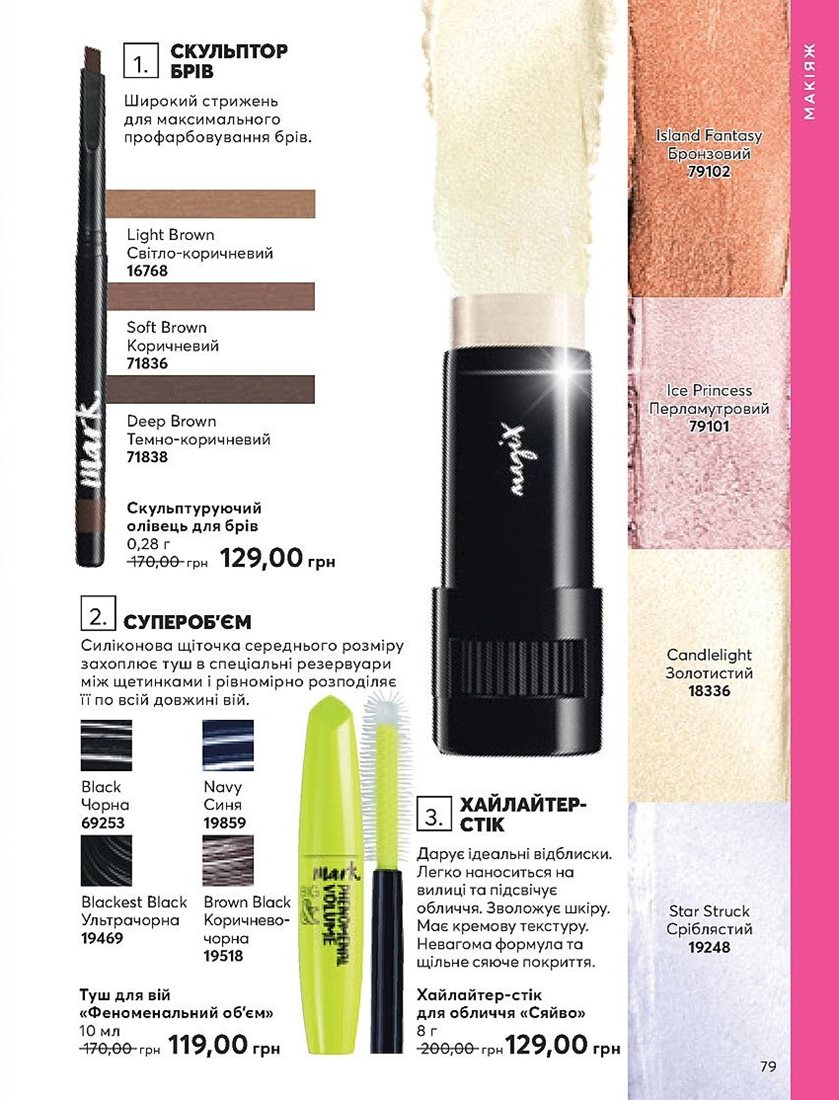 МАКІЯЖ
1.
СКУЛЬПТОР
БРІВ
Широкий стрижень
для максимального
профарбовування брів.
Light Brown
Світло-коричневий
16768
Soft Brown
Коричневий
71836
Deep Brown
Темно-коричневий
71838
mark.
Скульптуруючий
олівець для брів
0,28 г
170,00 грн 129,00 грн
2.
СУПЕРОБ'ЄМ
Силіконова щіточка середнього розміру
захоплює туш в спеціальні резервуари
між щетинками і рівномірно розподіляє
її по всій довжині вій.
Black
Чорна
69253
Navy
Синя
19859
Blackest Black
Ультрачорна
19469
Brown Black
Коричнево-
чорна
19518
mark.
BIG
PHENOMENAL
VOLUME
Туш для вій
«Феноменальний об'єм»
10 мл
170,00 грн 119,00 грн
magix
3.
ХАЙЛАЙТЕР-
СТІК
Дарує ідеальні відблиски.
Легко наноситься на
вилиці та підсвічує
обличчя. Зволожує шкіру.
Має кремову текстуру.
Невагома формула та
щільне сяюче покриття.
Хайлайтер-стік
для обличчя «Сяйво»
8 г
200,00 грн 129,00 грн
Island Fantasy
Бронзовий
79102
Ice Princess
Перламутровий
79101
Candlelight
Золотистий
18336
Star Struck
Сріблястий
19248
79